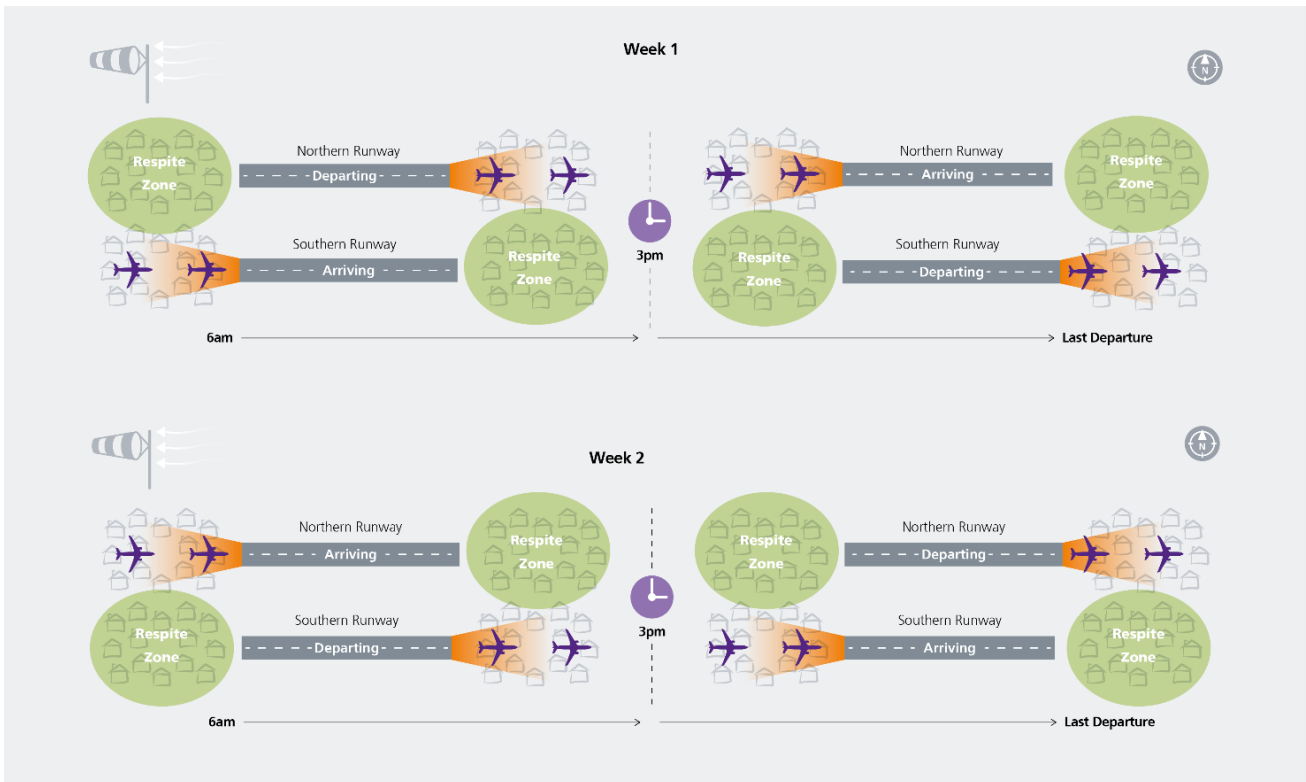 Week 1
N
Northern Runway
Northern Runway
Respite
Zone
Departing
Arriving
Respite
Zone
Southern Runway
Southern Runway
Arriving
Respite
Zone
3pm
Respite
Zone
Departing
6am
Last Departure
Week 2
N
Northern Runway
Northern Runway
Arriving
Respite
Zone
Respite
Zone
Departing
Southern Runway
3pm
Southern Runway
Respite
Zone
Departing
Arriving
Respite
Zone
6am
Last Departure